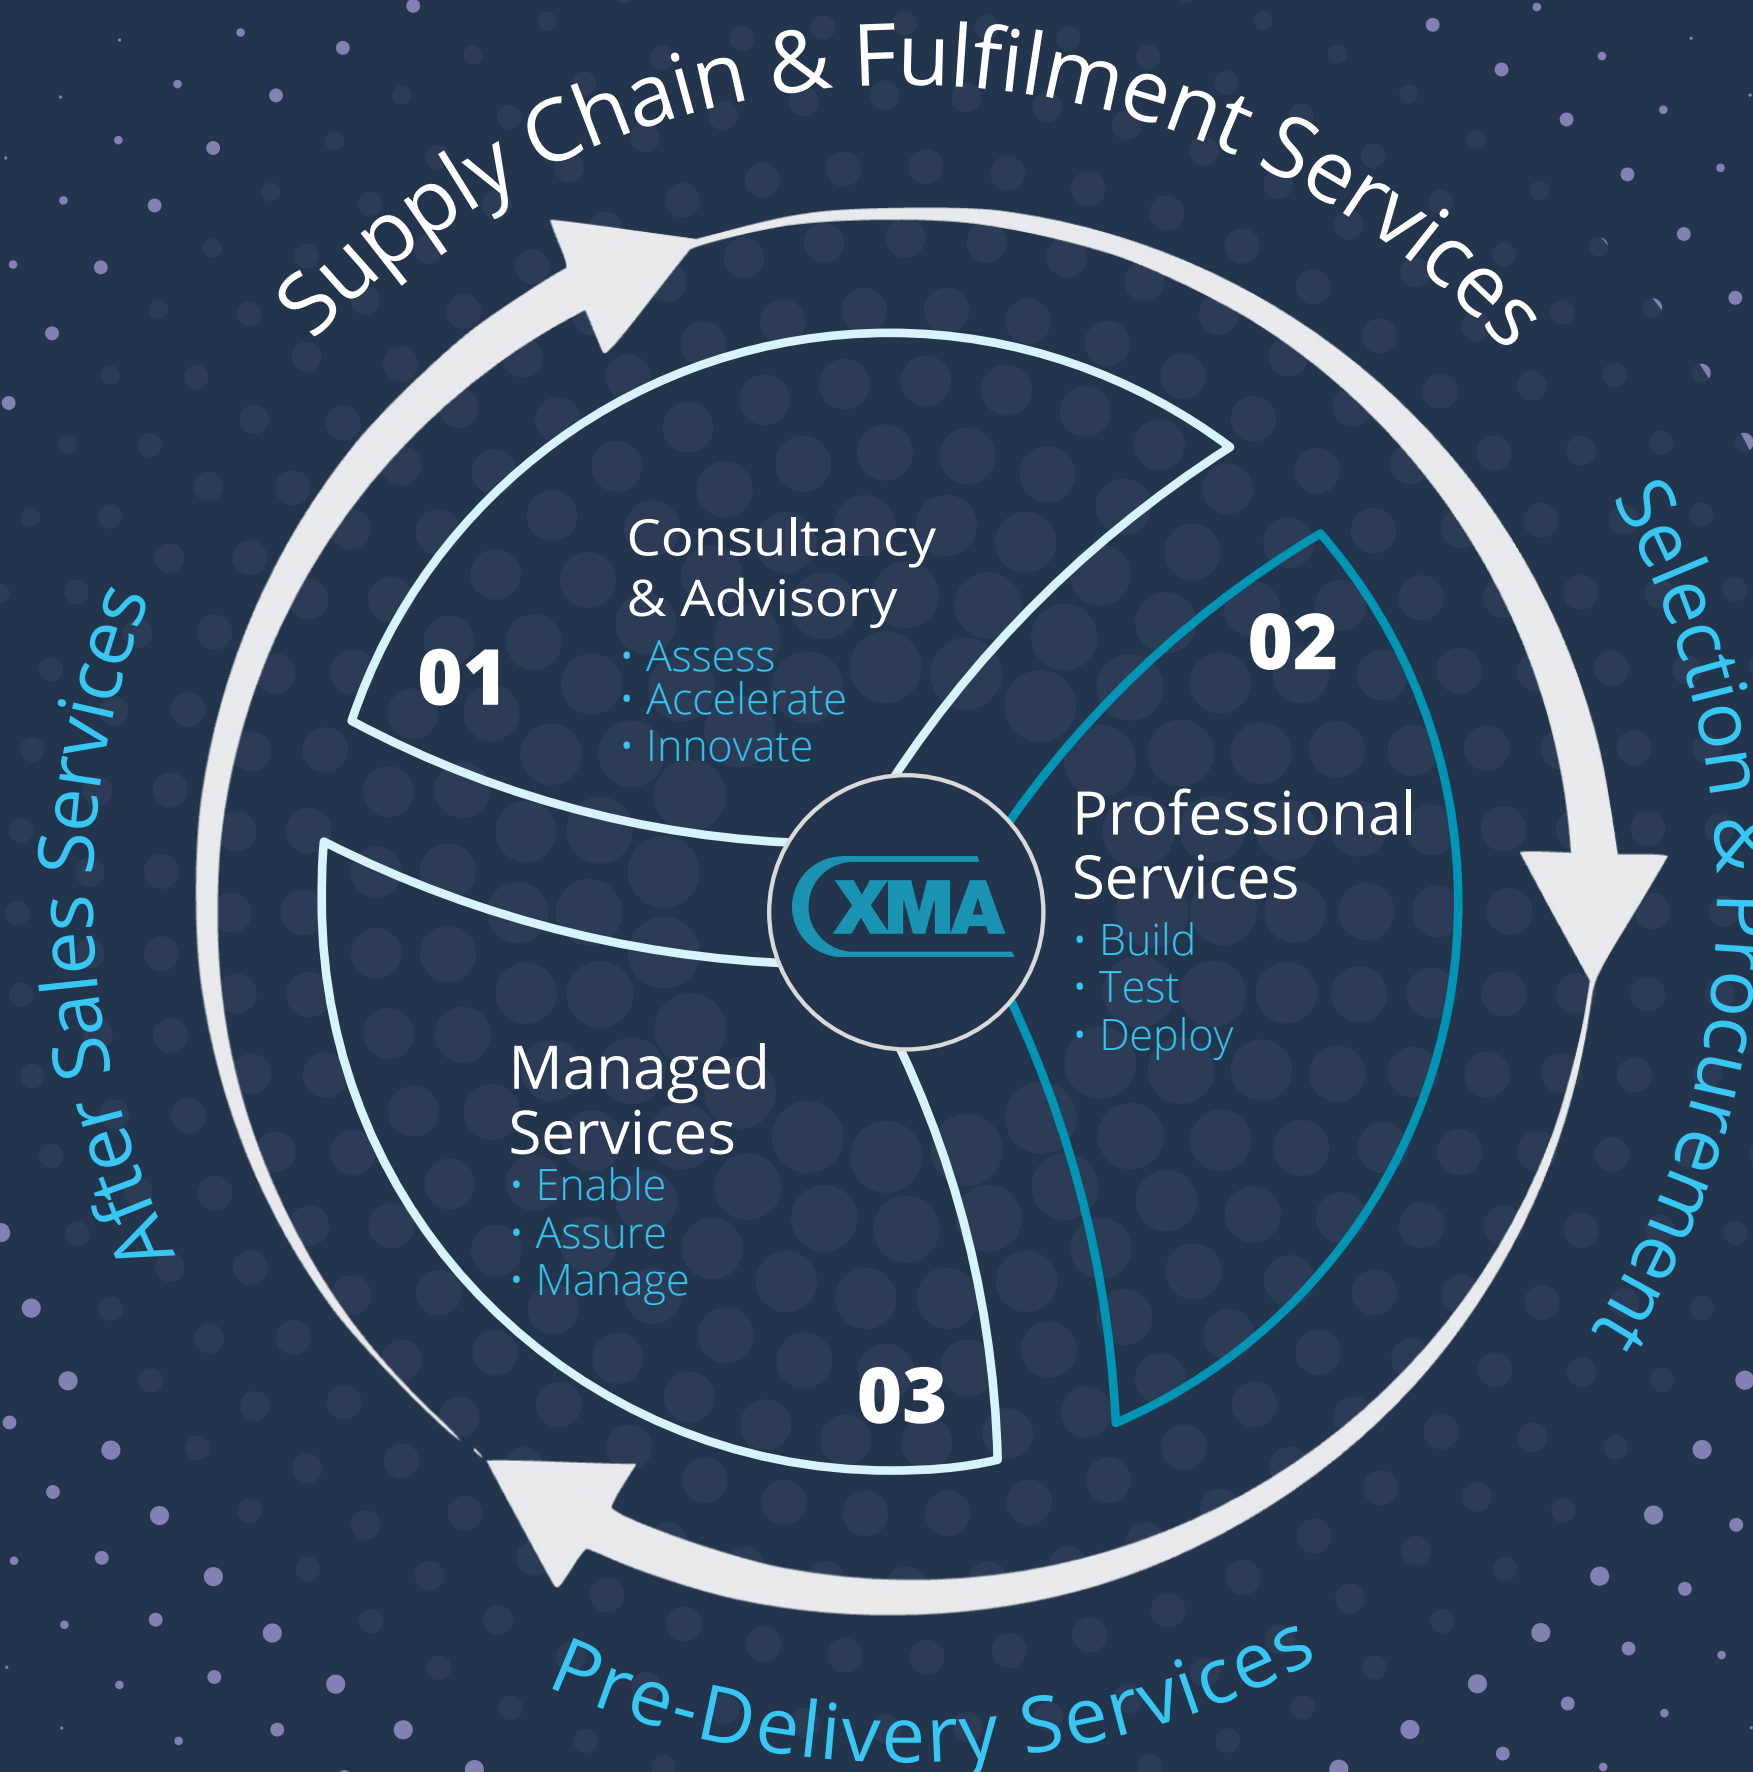 Supply Chain & Fulfilment Services
Consultancy
& Advisory
• Assess
• Accelerate
• Innovate
01
02
Professional
Services
• Build
• Test
• Deploy
XMA
Managed
Services
• Enable
• Assure
• Manage
03
Selection & Procurement
Pre-Delivery Services
After Sales Services